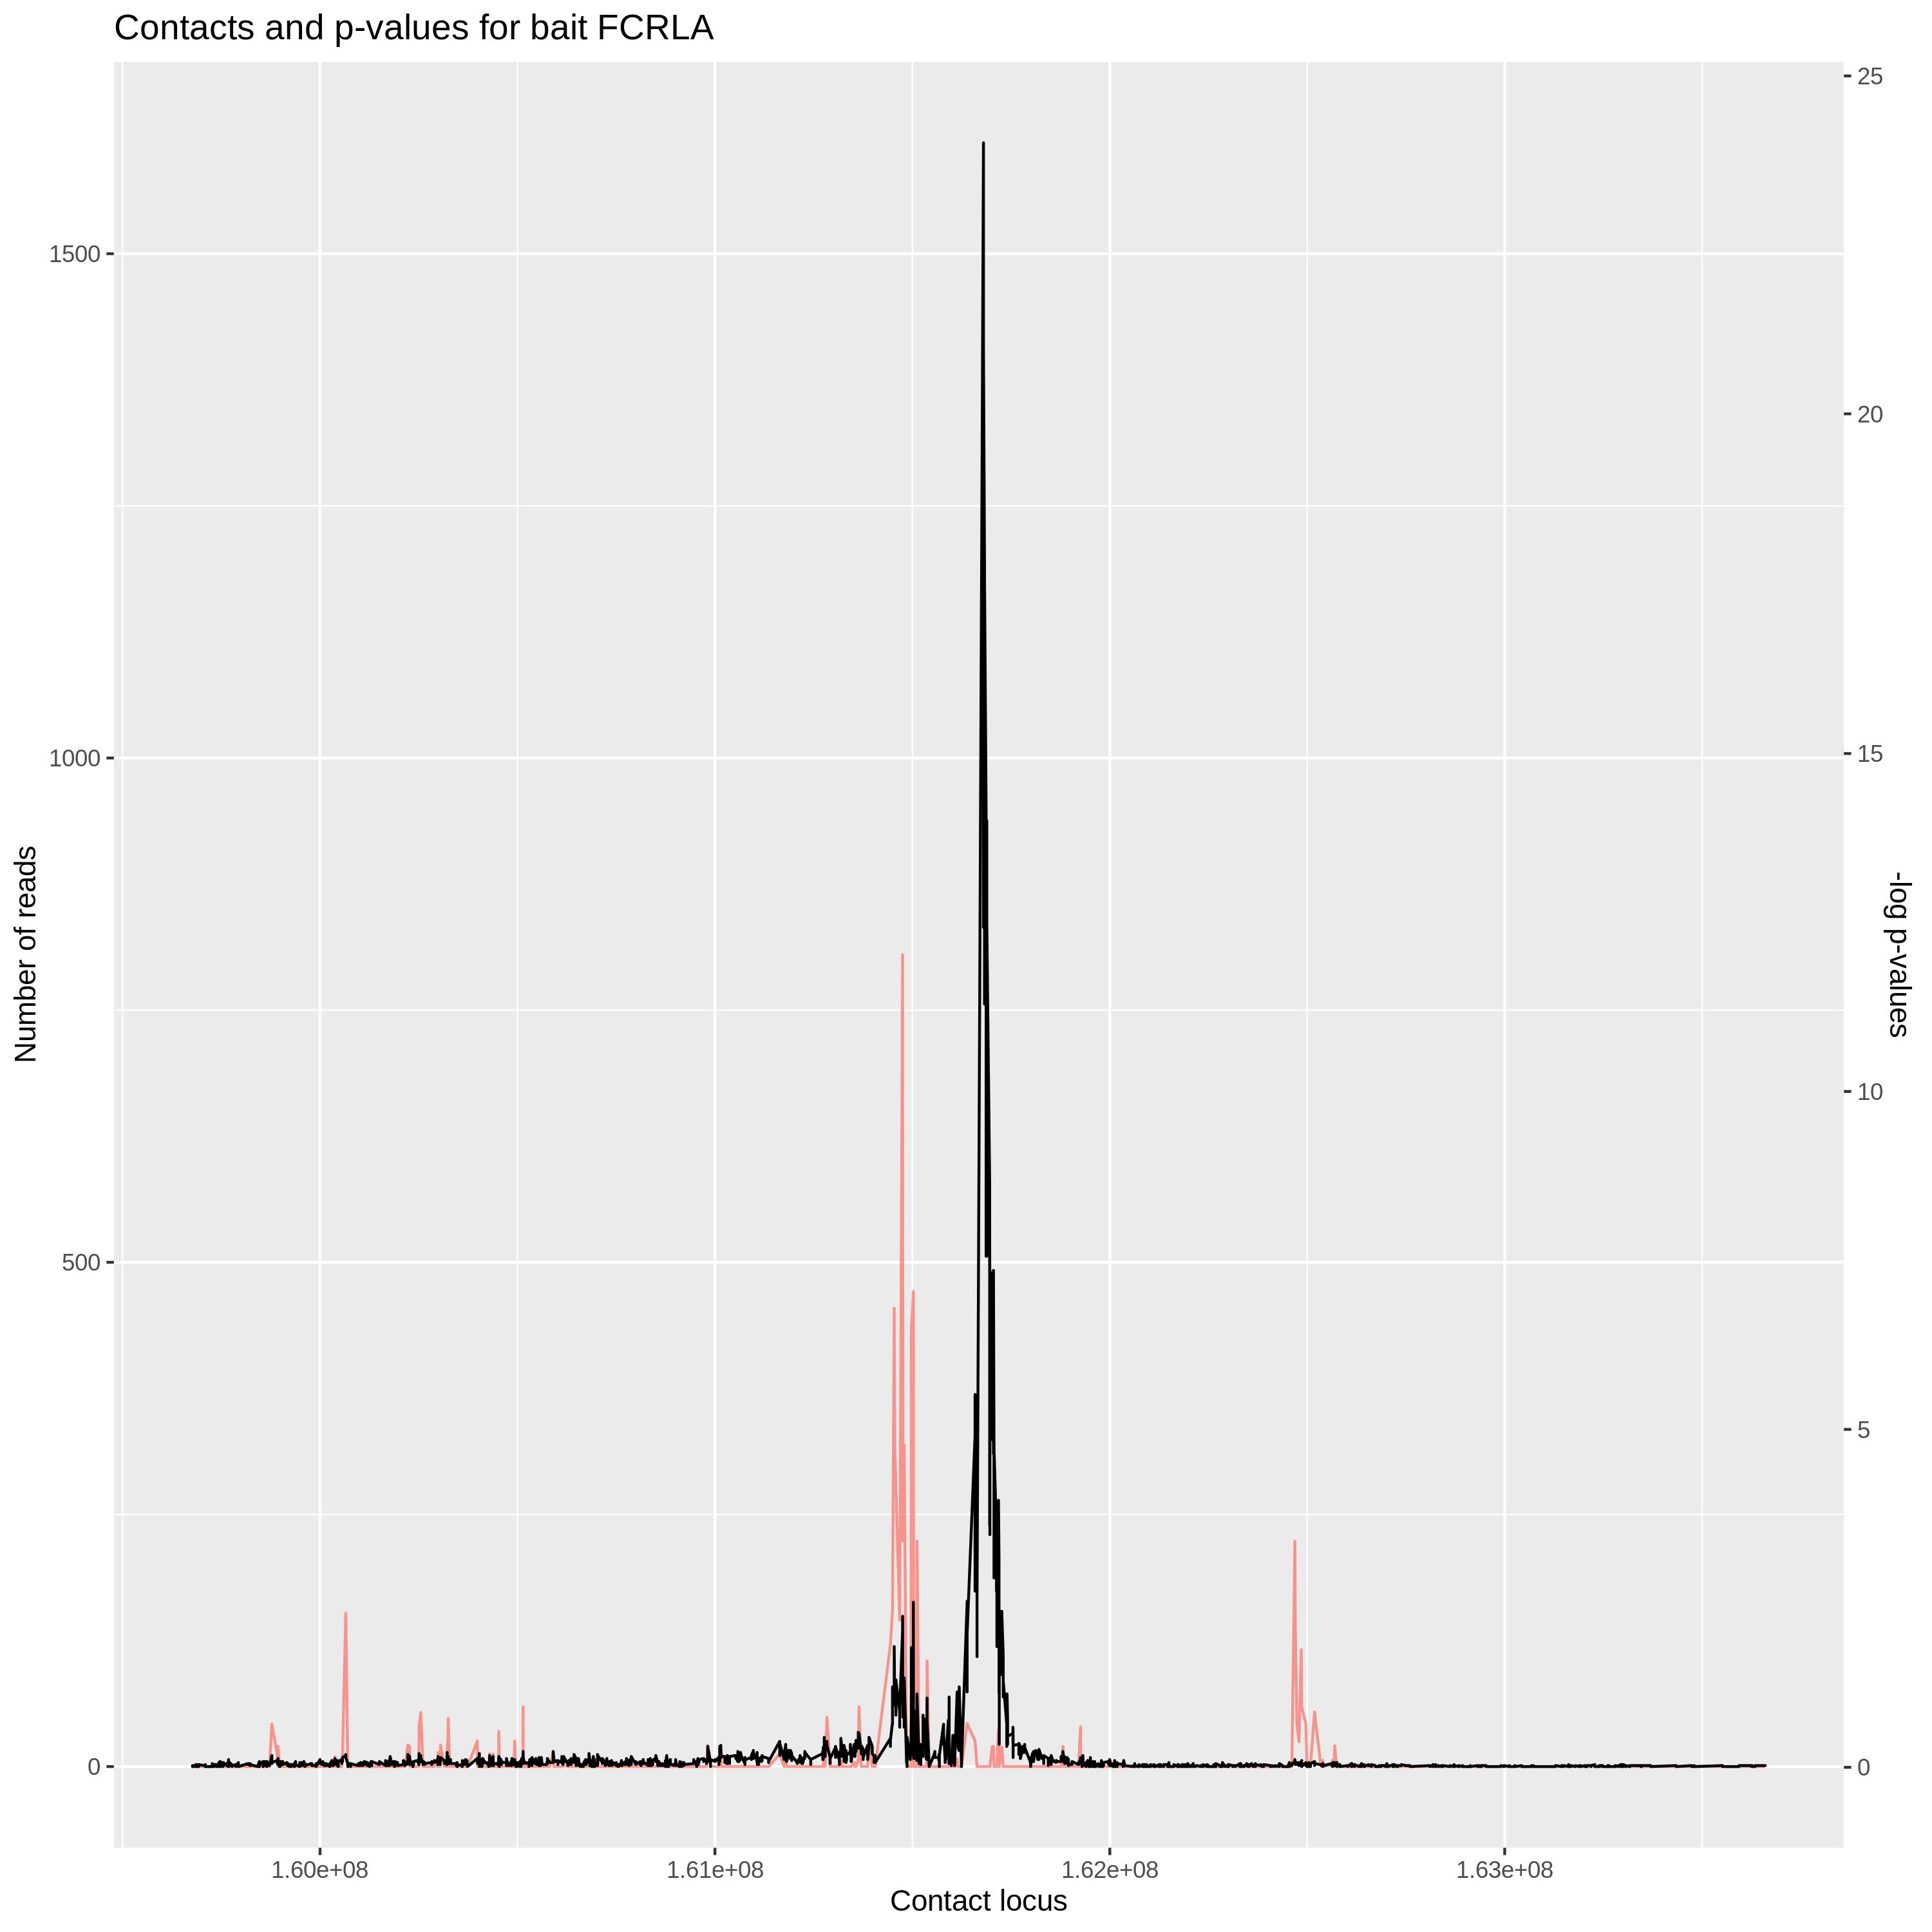 Contacts and p-values for bait FCRLA
25
1500
20
1000
15
Number of reads
-log p-values
10
500
5
0
0
1.60e+08
1.61e+08
1.62e+08
1.63e+08
Contact locus